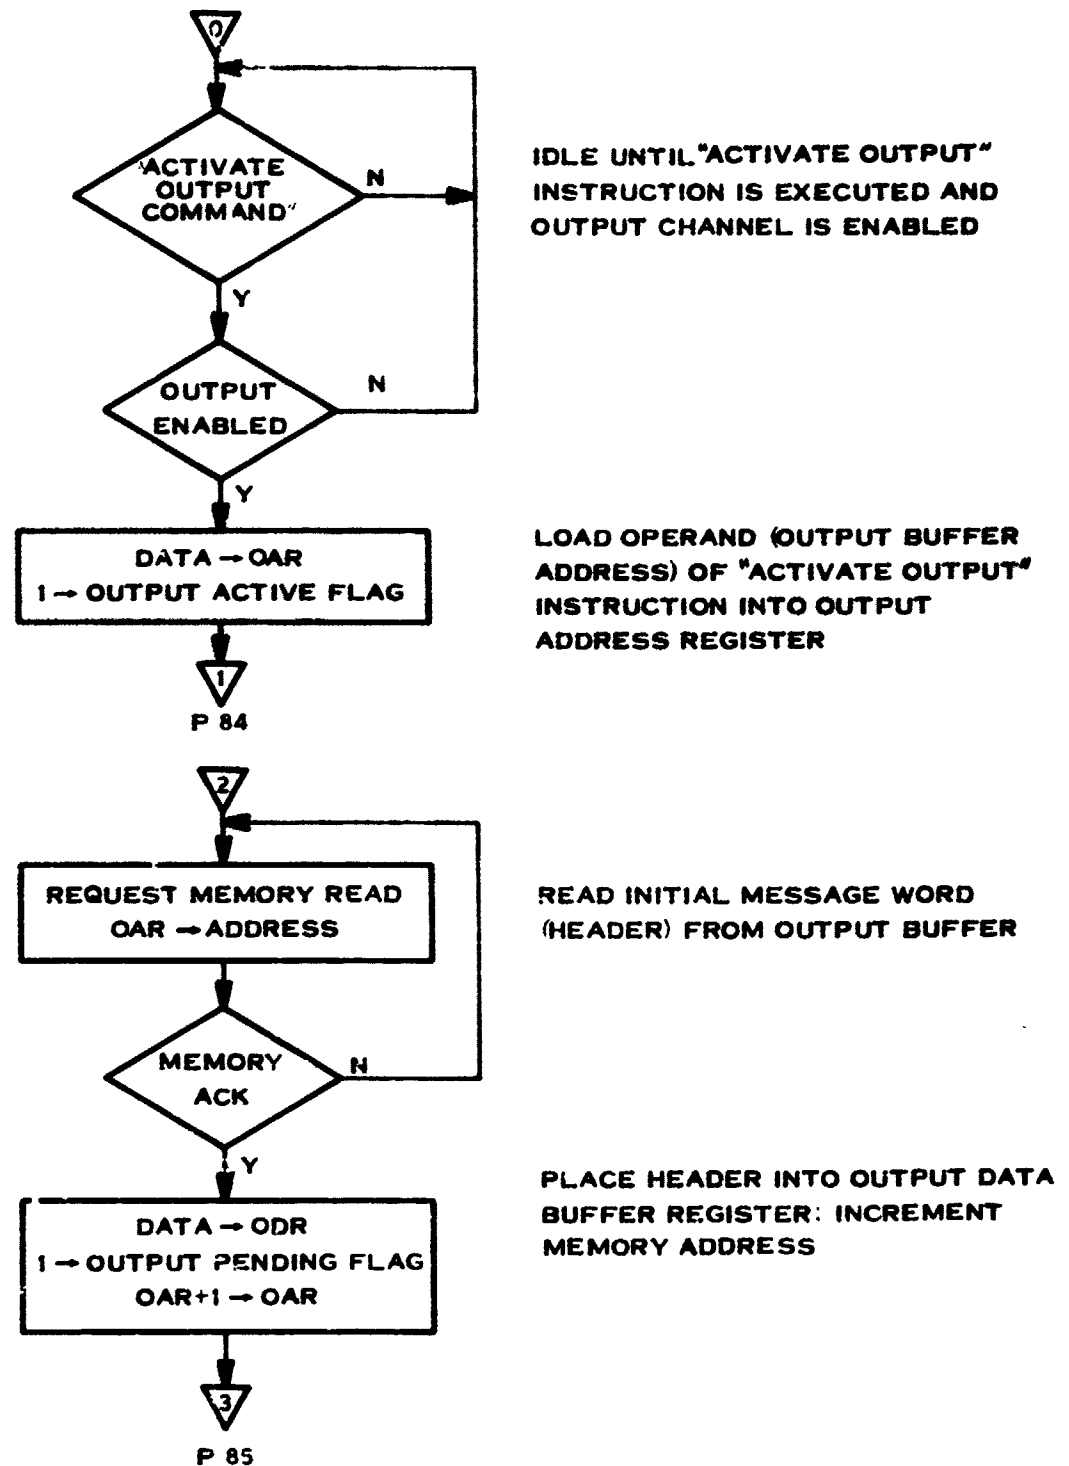 0
"ACTIVATE
OUTPUT
COMMAND"
N
IDLE UNTIL "ACTIVATE OUTPUT"
INSTRUCTION IS EXECUTED AND
OUTPUT CHANNEL IS ENABLED
Y
OUTPUT
ENABLED
N
Y
DATA → OAR
1 → OUTPUT ACTIVE FLAG
LOAD OPERAND (OUTPUT BUFFER
ADDRESS) OF "ACTIVATE OUTPUT"
INSTRUCTION INTO OUTPUT
ADDRESS REGISTER
1
P 84
2
REQUEST MEMORY READ
OAR → ADDRESS
READ INITIAL MESSAGE WORD
(HEADER) FROM OUTPUT BUFFER
MEMORY
ACK
N
Y
DATA → ODR
1 → OUTPUT PENDING FLAG
OAR+1 → OAR
PLACE HEADER INTO OUTPUT DATA
BUFFER REGISTER: INCREMENT
MEMORY ADDRESS
3
P 85